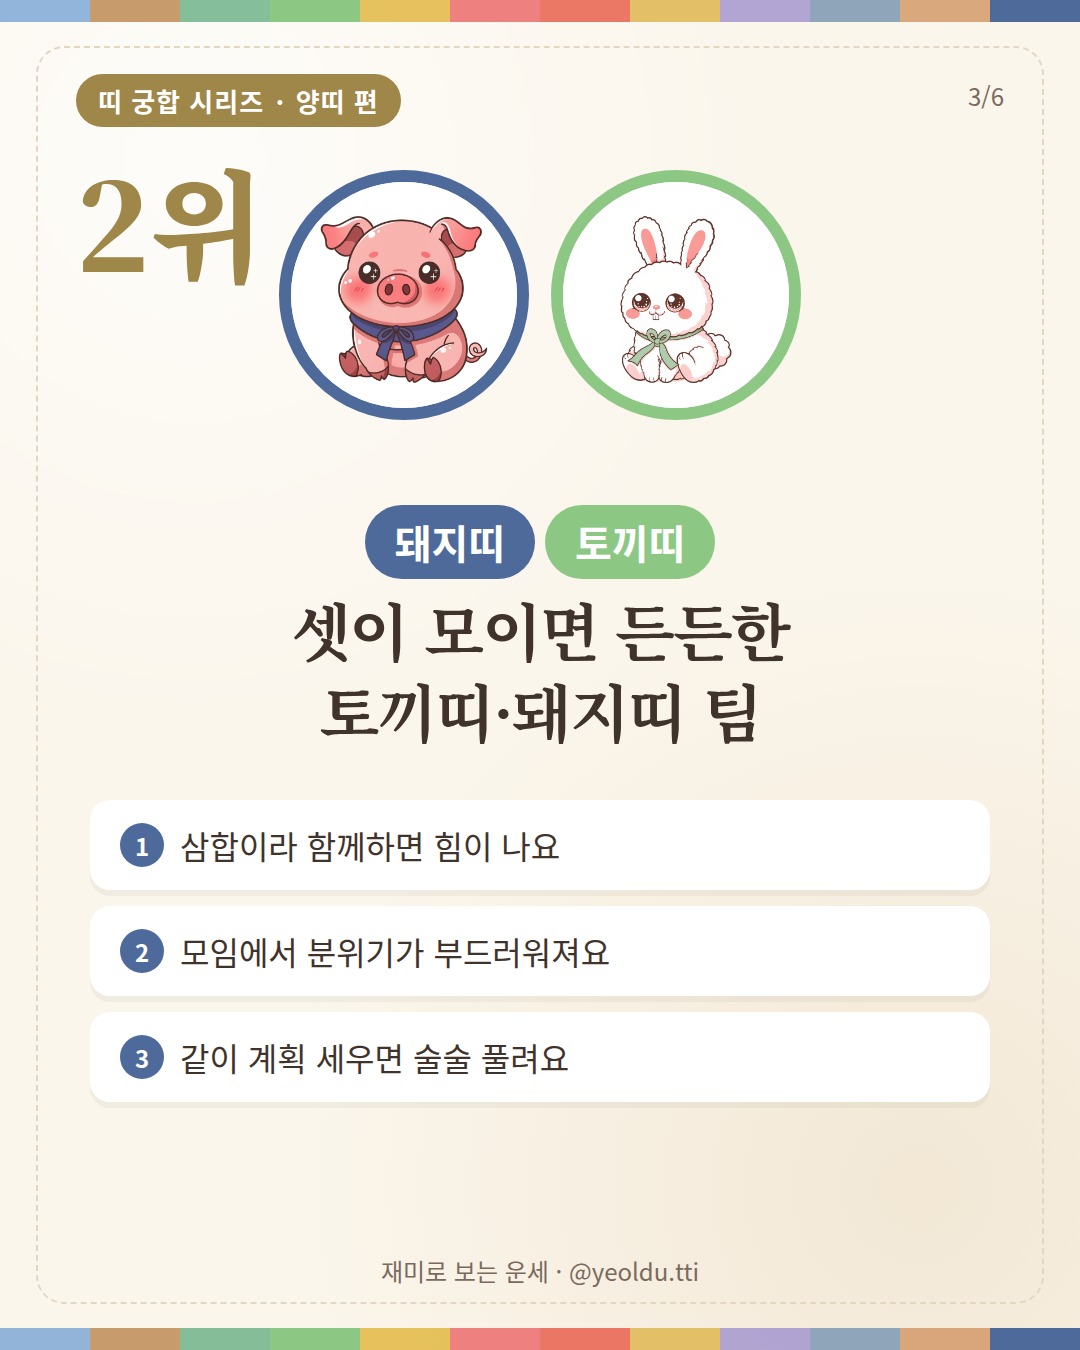 띠 궁합 시리즈 · 양띠 편
3/6
2위
돼지띠
토끼띠
셋이 모이면 든든한
토끼띠·돼지띠 팀
1 삼합이라 함께하면 힘이 나요
2 모임에서 분위기가 부드러워져요
3 같이 계획 세우면 술술 풀려요
재미로 보는 운세 · @yeoldu.tti